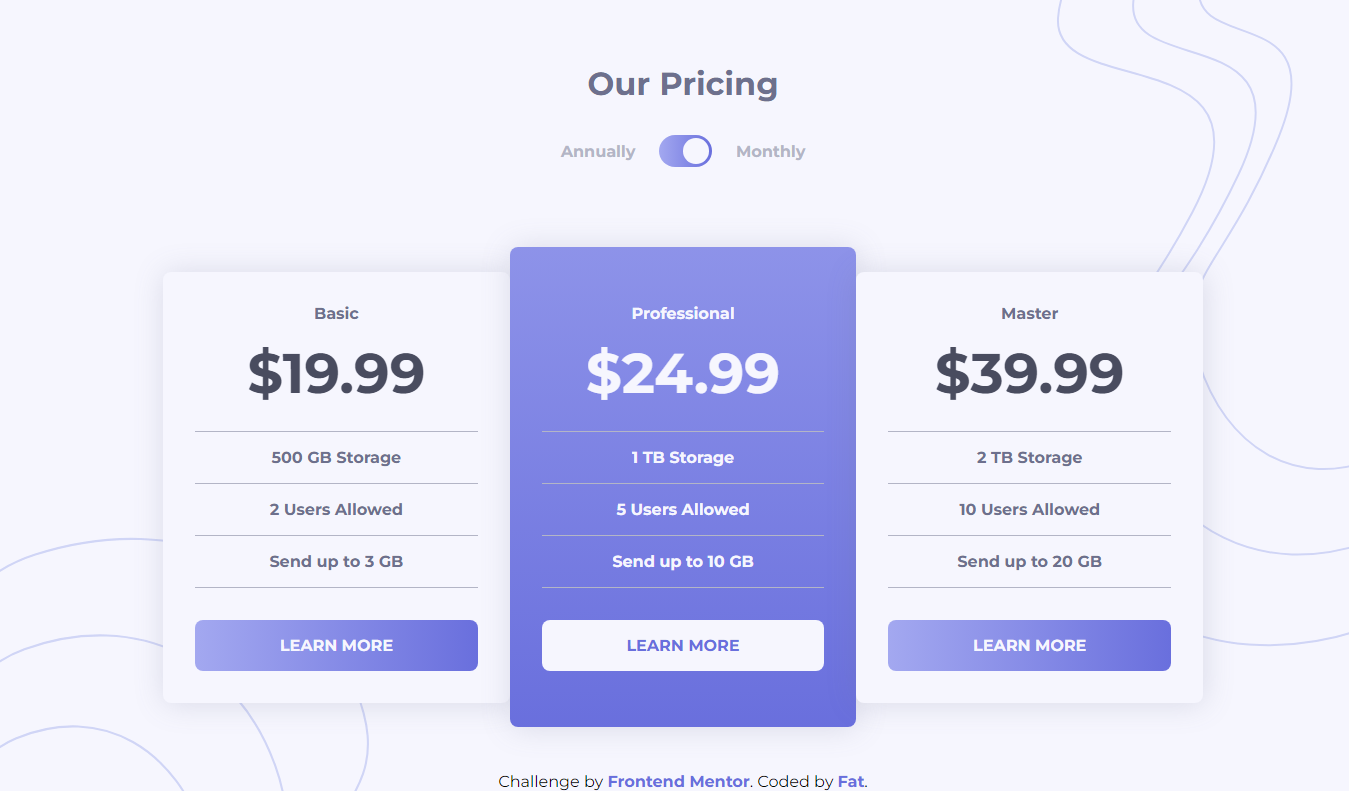 Our Pricing
Annually
Monthly
Basic
$19.99
500 GB Storage
2 Users Allowed
Send up to 3 GB
LEARN MORE
Professional
$24.99
1 TB Storage
5 Users Allowed
Send up to 10 GB
LEARN MORE
Master
$39.99
2 TB Storage
10 Users Allowed
Send up to 20 GB
LEARN MORE
Challenge by Frontend Mentor. Coded by Fat.